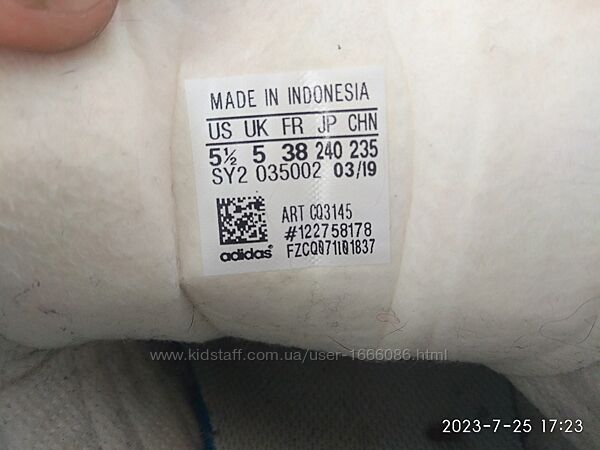 MADE IN INDONESIA
US UK FR JP CHN
5½ 5 38 240 235
SY2 035002 03/19
ART CQ3145
#122758178
adidas® FZCQ071101837
www.kidstaff.com.ua/user-1666086.html
2023-7-25 17:23